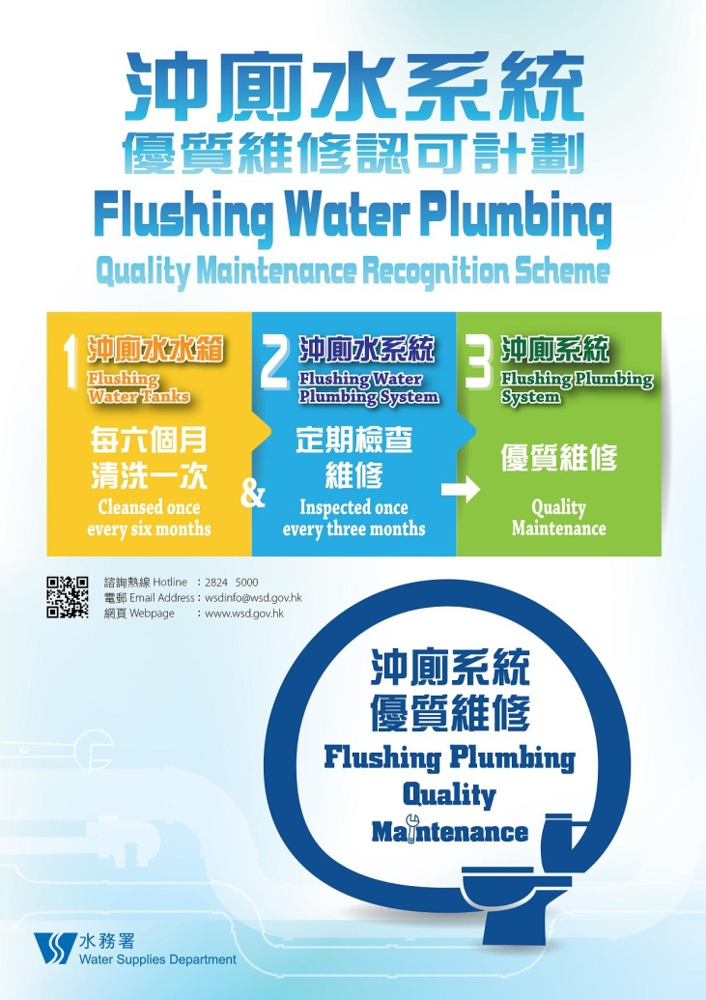 沖廁水系統
優質維修認可計劃
Flushing Water Plumbing
Quality Maintenance Recognition Scheme
1 沖廁水水箱
Flushing
Water Tanks
每六個月
清洗一次
Cleansed once
every six months
&
2 沖廁水系統
Flushing Water
Plumbing System
定期檢查
維修
Inspected once
every three months
3 沖廁系統
Flushing Plumbing
System
優質維修
Quality
Maintenance
諮詢熱線 Hotline : 2824 5000
電郵 Email Address : wsdinfo@wsd.gov.hk
網頁 Webpage : www.wsd.gov.hk
沖廁系統
優質維修
Flushing Plumbing
Quality
Maintenance
水務署
Water Supplies Department